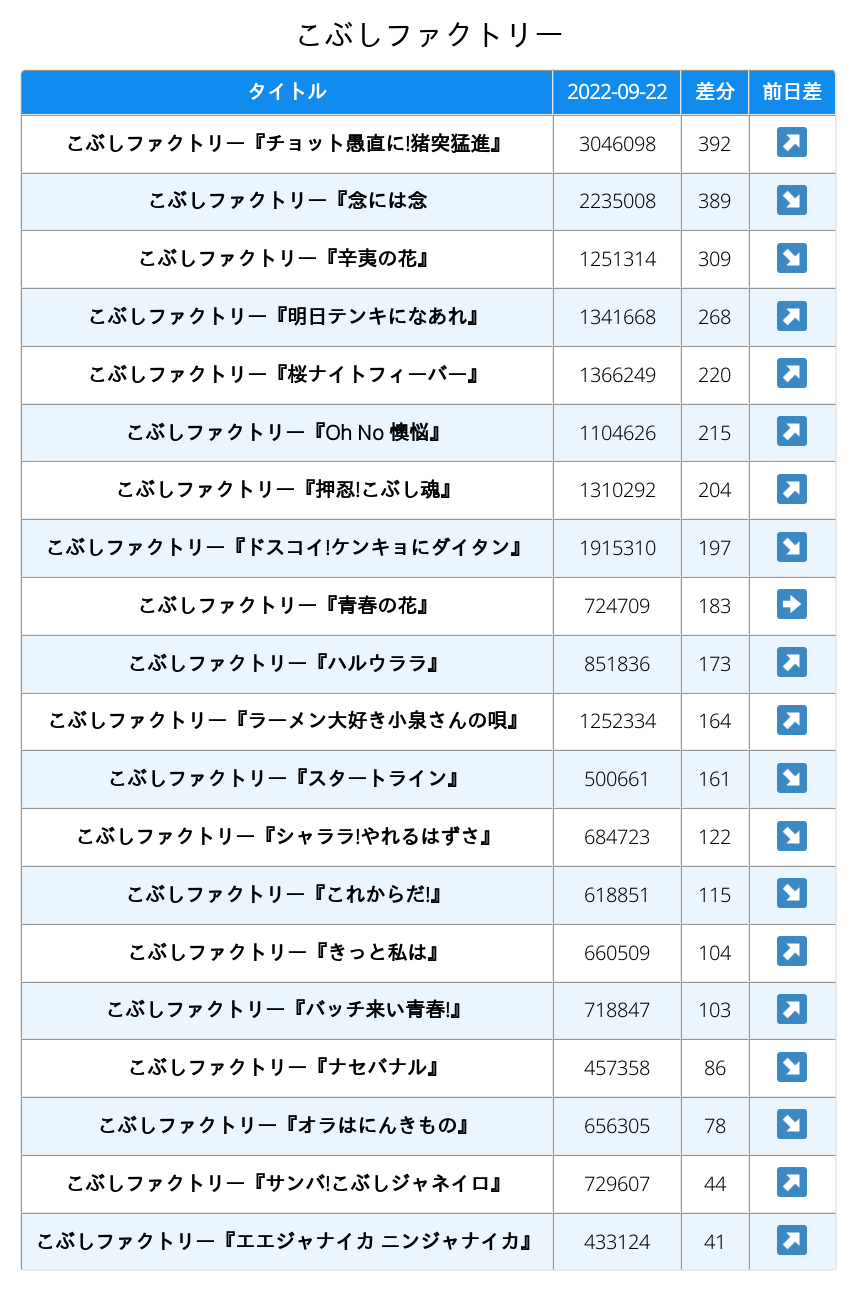 こぶしファクトリー
タイトル 2022-09-22 差分 前日差
こぶしファクトリー『チョット愚直に!猪突猛進』 3046098 392 ↗
こぶしファクトリー『念には念 2235008 389 ↘
こぶしファクトリー『辛夷の花』 1251314 309 ↘
こぶしファクトリー『明日テンキになあれ』 1341668 268 ↗
こぶしファクトリー『桜ナイトフィーバー』 1366249 220 ↗
こぶしファクトリー『Oh No 懊悩』 1104626 215 ↗
こぶしファクトリー『押忍!こぶし魂』 1310292 204 ↗
こぶしファクトリー『ドスコイ!ケンキョにダイタン』 1915310 197 ↘
こぶしファクトリー『青春の花』 724709 183 ➡
こぶしファクトリー『ハルウララ』 851836 173 ↗
こぶしファクトリー『ラーメン大好き小泉さんの唄』 1252334 164 ↗
こぶしファクトリー『スタートライン』 500661 161 ↘
こぶしファクトリー『シャララ!やれるはずさ』 684723 122 ↘
こぶしファクトリー『これからだ!』 618851 115 ↘
こぶしファクトリー『きっと私は』 660509 104 ↗
こぶしファクトリー『バッチ来い青春!』 718847 103 ↗
こぶしファクトリー『ナセバナル』 457358 86 ↘
こぶしファクトリー『オラはにんきもの』 656305 78 ↘
こぶしファクトリー『サンバ!こぶしジャネイロ』 729607 44 ↗
こぶしファクトリー『エエジャナイカ ニンジャナイカ』 433124 41 ↗